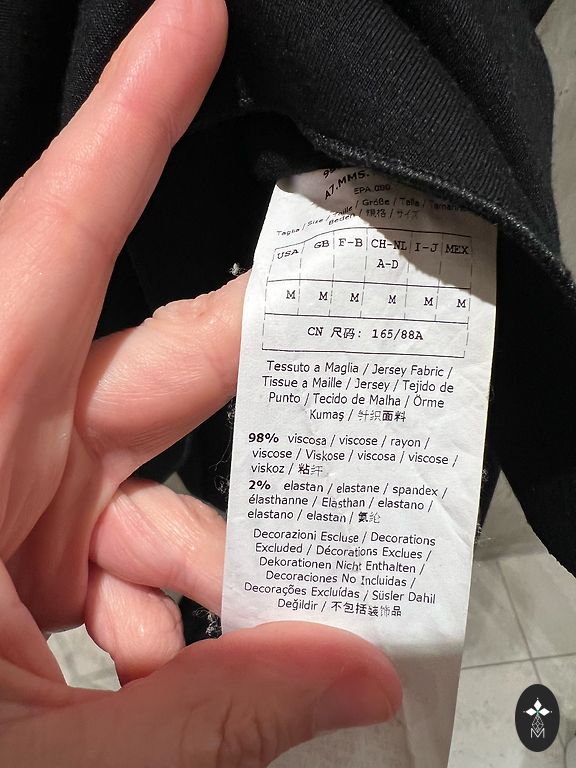 A7.MMS.
EPA.080
Taglia / Size / Taille / Größe / Talla / Tamanho
Beden / 规格 / サイズ
USA GB F-B CH-NL I-J MEX
A-D
M M M M M M
CN 尺码: 165/88A
Tessuto a Maglia / Jersey Fabric /
Tissue a Maille / Jersey / Tejido de
Punto / Tecido de Malha / Örme
Kumaş / 针织面料
98% viscosa / viscose / rayon /
viscose / Viskose / viscosa / viscose /
viskoz / 粘纤
2% elastan / elastane / spandex /
élasthanne / Elasthan / elastano /
elastano / elastan / 氨纶
Decorazioni Escluse / Decorations
Excluded / Décorations Exclues /
Dekorationen Nicht Enthalten /
Decoraciones No Incluidas /
Decorações Excluídas / Süsler Dahil
Değildir / 不包括装饰品
M